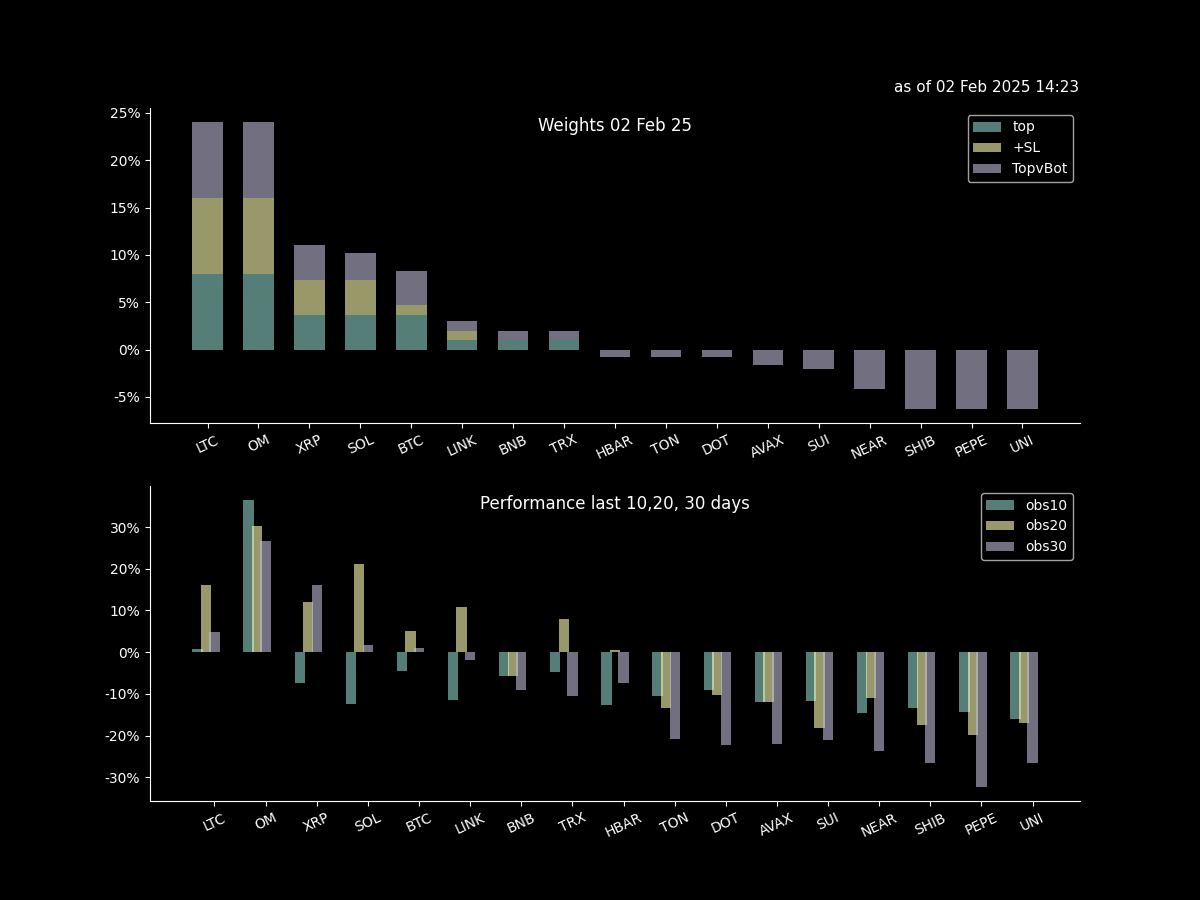 as of 02 Feb 2025 14:23
Weights 02 Feb 25
top
+SL
TopvBot
25%
20%
15%
10%
5%
0%
-5%
LTC OM XRP SOL BTC LINK BNB TRX HBAR TON DOT AVAX SUI NEAR SHIB PEPE UNI
Performance last 10,20, 30 days
obs10
obs20
obs30
30%
20%
10%
0%
-10%
-20%
-30%
LTC OM XRP SOL BTC LINK BNB TRX HBAR TON DOT AVAX SUI NEAR SHIB PEPE UNI